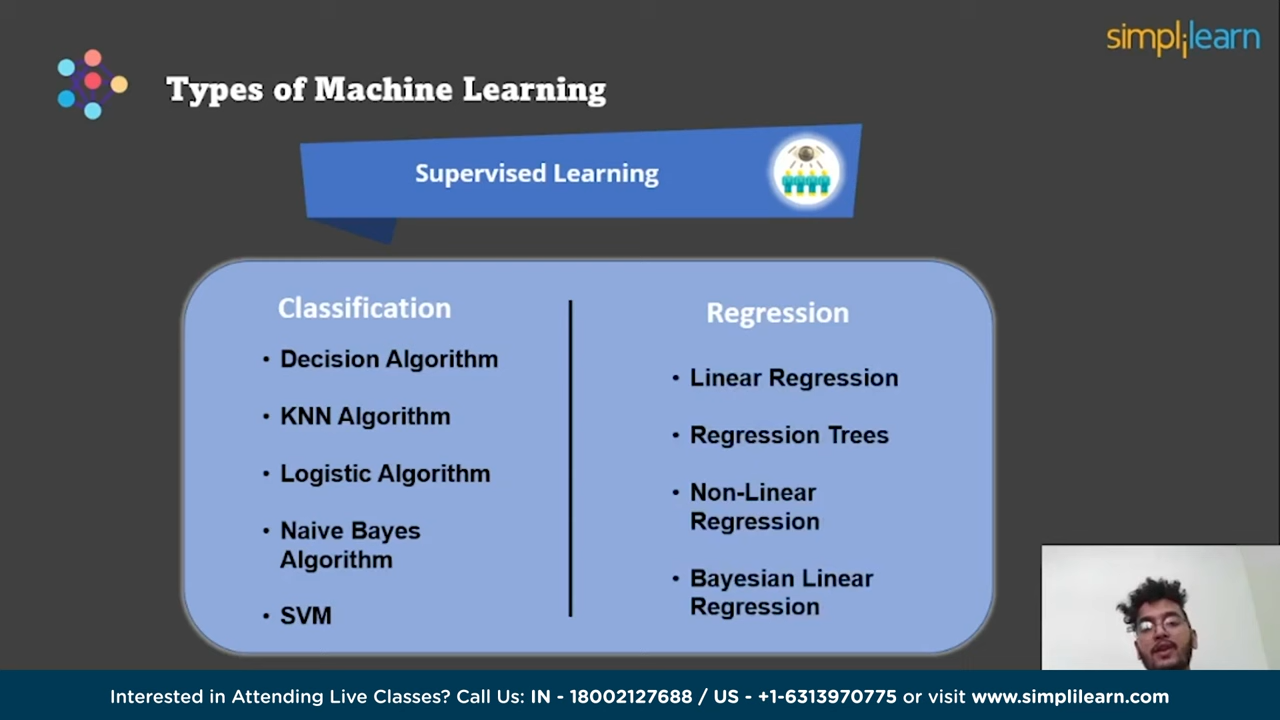 simplilearn
Types of Machine Learning
Supervised Learning
Classification
• Decision Algorithm
• KNN Algorithm
• Logistic Algorithm
• Naive Bayes
Algorithm
• SVM
Regression
• Linear Regression
• Regression Trees
• Non-Linear
Regression
• Bayesian Linear
Regression
Interested in Attending Live Classes? Call Us: IN - 18002127688 / US - +1-6313970775 or visit www.simplilearn.com